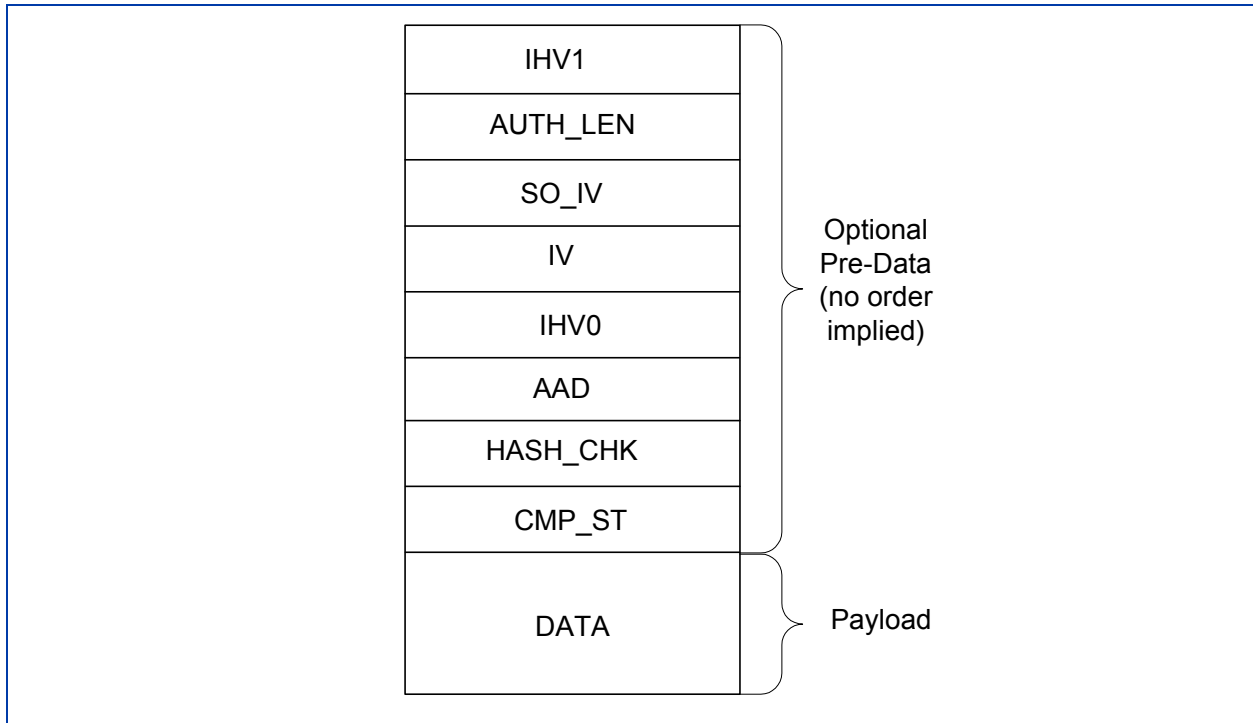 IHV1
AUTH_LEN
SO_IV
IV
IHV0
AAD
HASH_CHK
CMP_ST
Optional
Pre-Data
(no order
implied)
DATA
Payload